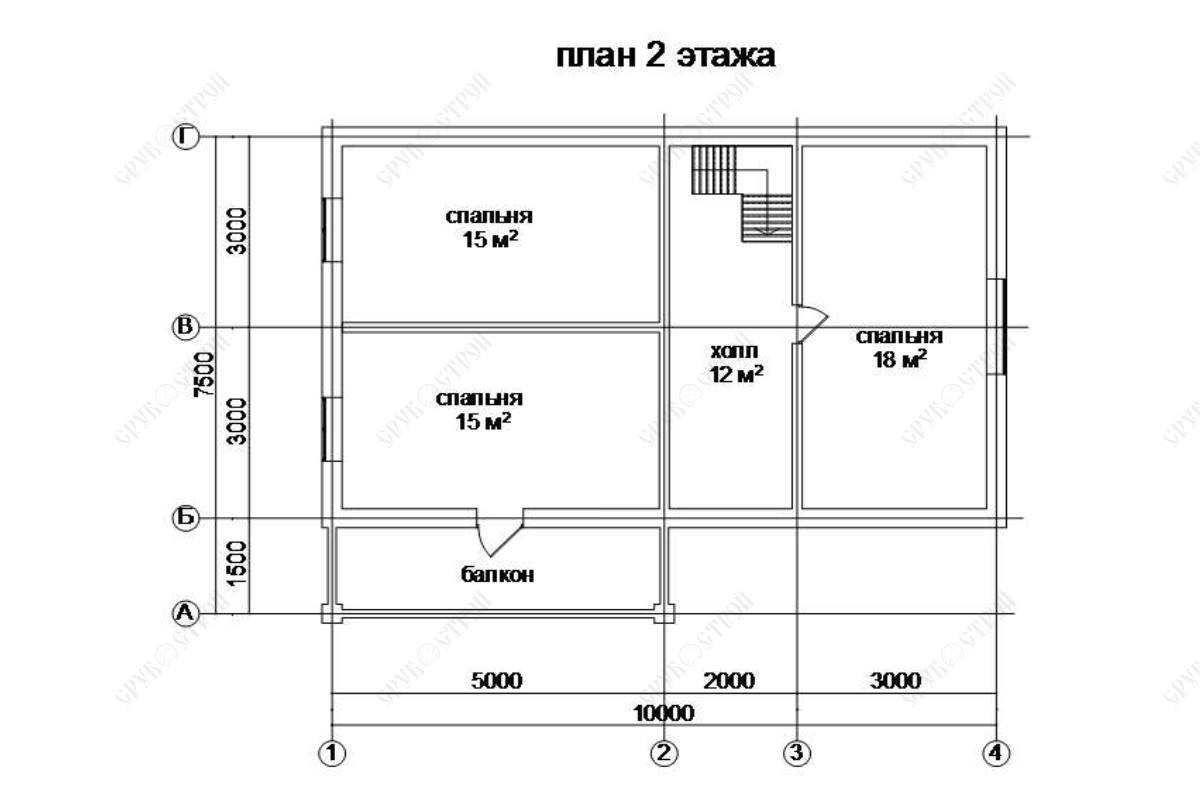 план 2 этажа
Г
3000
спальня
15 м²
В
7500
холл
12 м²
спальня
18 м²
3000
спальня
15 м²
Б
1500
балкон
А
5000
2000
3000
10000
1
2
3
4